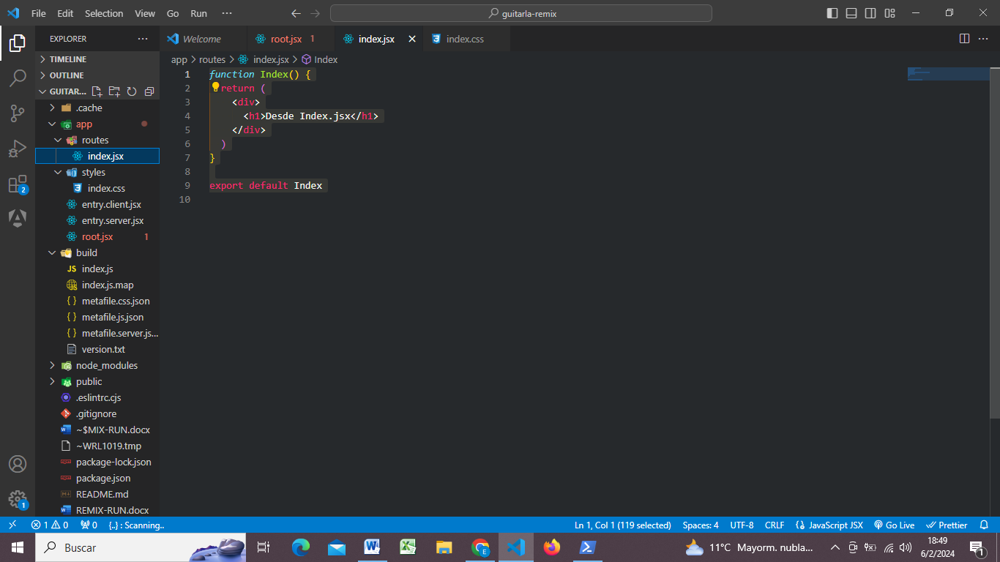 File Edit Selection View Go Run ··· guitarla-remix
EXPLORER ···
Welcome root.jsx 1 index.jsx index.css
app > routes > index.jsx > Index
TIMELINE
OUTLINE
GUITAR...
.cache
app
routes
index.jsx
styles
index.css
entry.client.jsx
entry.server.jsx
root.jsx 1
build
JS index.js
index.js.map
{ } metafile.css.json
{ } metafile.js.json
{ } metafile.server.js...
version.txt
node_modules
public
.eslintrc.cjs
.gitignore
~$MIX-RUN.docx
~WRL1019.tmp
package-lock.json
package.json
README.md
REMIX-RUN.docx
2
1
1 function Index() {
2 return (
3 <div>
4 <h1>Desde Index.jsx</h1>
5 </div>
6 )
7 }
8
9 export default Index
10
1 0 0 {..} : Scanning.. Ln 1, Col 1 (119 selected) Spaces: 4 UTF-8 CRLF JavaScript JSX Go Live Prettier
Buscar 11°C Mayorm. nubla... 18:49
6/2/2024
1